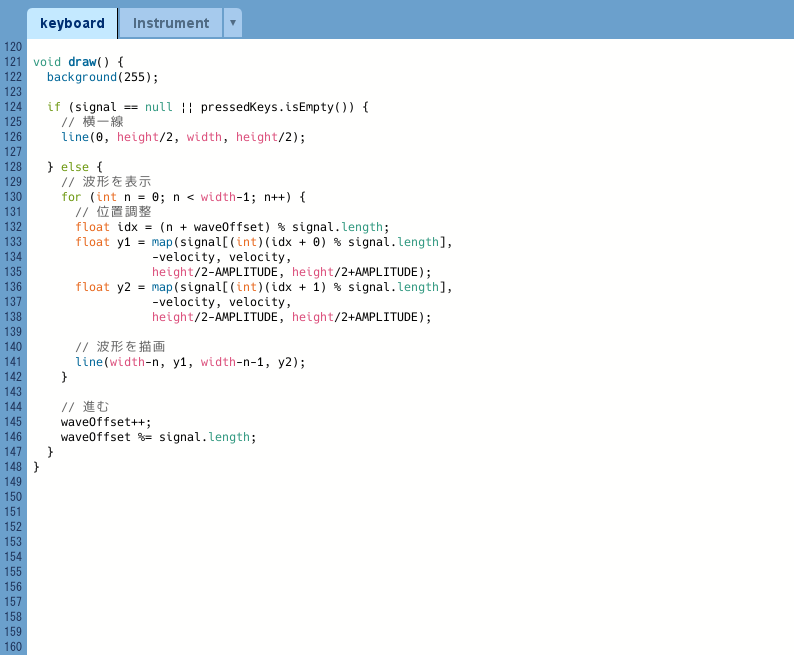 keyboard instrument ▼
120
121 void draw() {
122   background(255);
123
124   if (signal == null || pressedKeys.isEmpty()) {
125     // 横一線
126     line(0, height/2, width, height/2);
127
128   } else {
129     // 波形を表示
130     for (int n = 0; n < width-1; n++) {
131       // 位置調整
132       float idx = (n + waveOffset) % signal.length;
133       float y1 = map(signal[(int)(idx + 0) % signal.length],
134                  -velocity, velocity,
135                  height/2-AMPLITUDE, height/2+AMPLITUDE);
136       float y2 = map(signal[(int)(idx + 1) % signal.length],
137                  -velocity, velocity,
138                  height/2-AMPLITUDE, height/2+AMPLITUDE);
139
140       // 波形を描画
141       line(width-n, y1, width-n-1, y2);
142     }
143
144     // 進む
145     waveOffset++;
146     waveOffset %= signal.length;
147   }
148 }
149
150
151
152
153
154
155
156
157
158
159
160